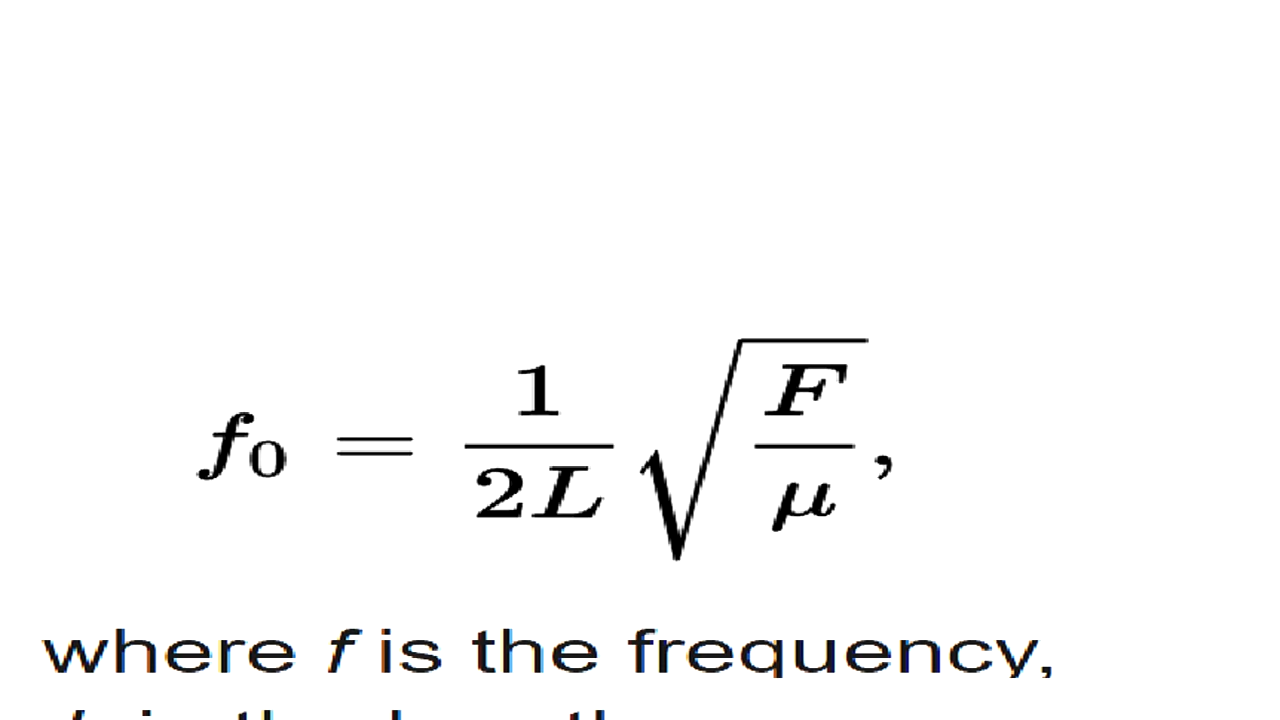 f₀ = 1/2L √F/μ,
where f is the frequency,